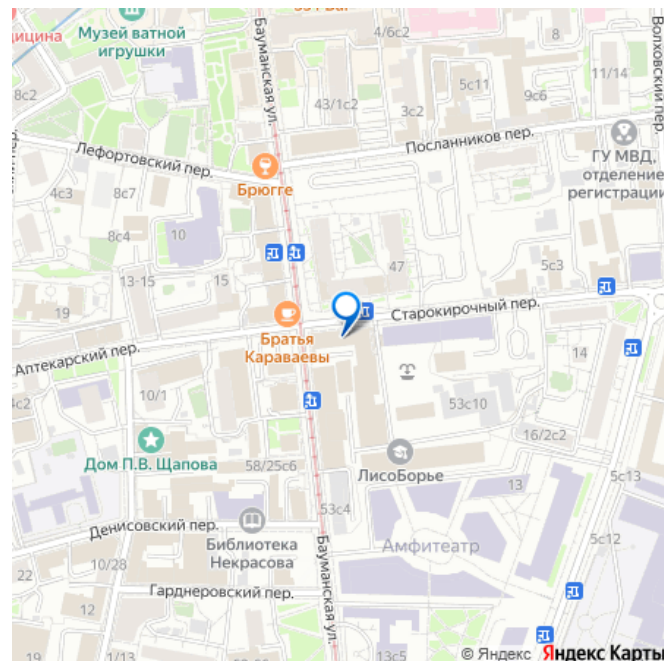 331 Bar
4/6с2
8
Музей ватной
игрушки
дицина
8с2
Бауманская ул.
Волховский пер.
5с11
11/14
43/1с2
3с2
9с6
Посланников пер.
Лефортовский пер.
Брюгге
ГУ МВД,
отделение
регистрации
4с3
8с7
10
8с4
47
5с3
13-15
15
19
Старокирочный пер.
Братья
Караваевы
Аптекарский пер.
14
4с2
10/1
53с10
16/2с2
Дом П.В. Щапова
58/25с6
ЛисоБорье
53с4
13
5с13
Денисовский пер.
Библиотека
Некрасова
Амфитеатр
5с12
22
10/28
Гарднеровский пер.
12
Бауманская ул.
19
1/13
13с5
© Яндекс Яндекс Карты